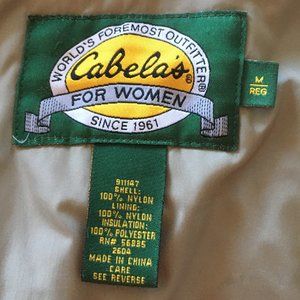 WORLD'S FOREMOST OUTFITTER®
Cabela's®
FOR WOMEN
SINCE 1961
M
REG
911147
SHELL:
100% NYLON
LINING:
100% NYLON
INSULATION:
100% POLYESTER
RN# 56835
2604
MADE IN CHINA
CARE
SEE REVERSE